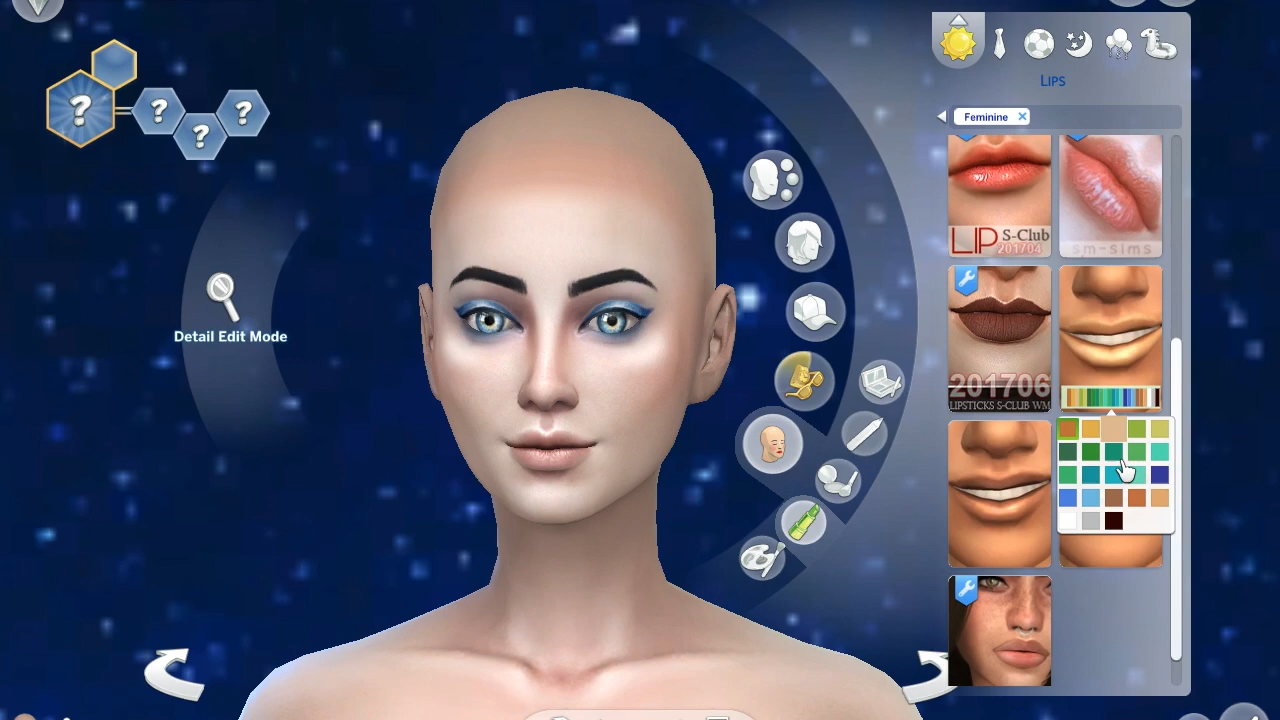 ?
?
?
?
Detail Edit Mode
LIPS
Feminine
LIP S-Club
201704
sm-sims
201706
LIPSTICKS S-CLUB WM